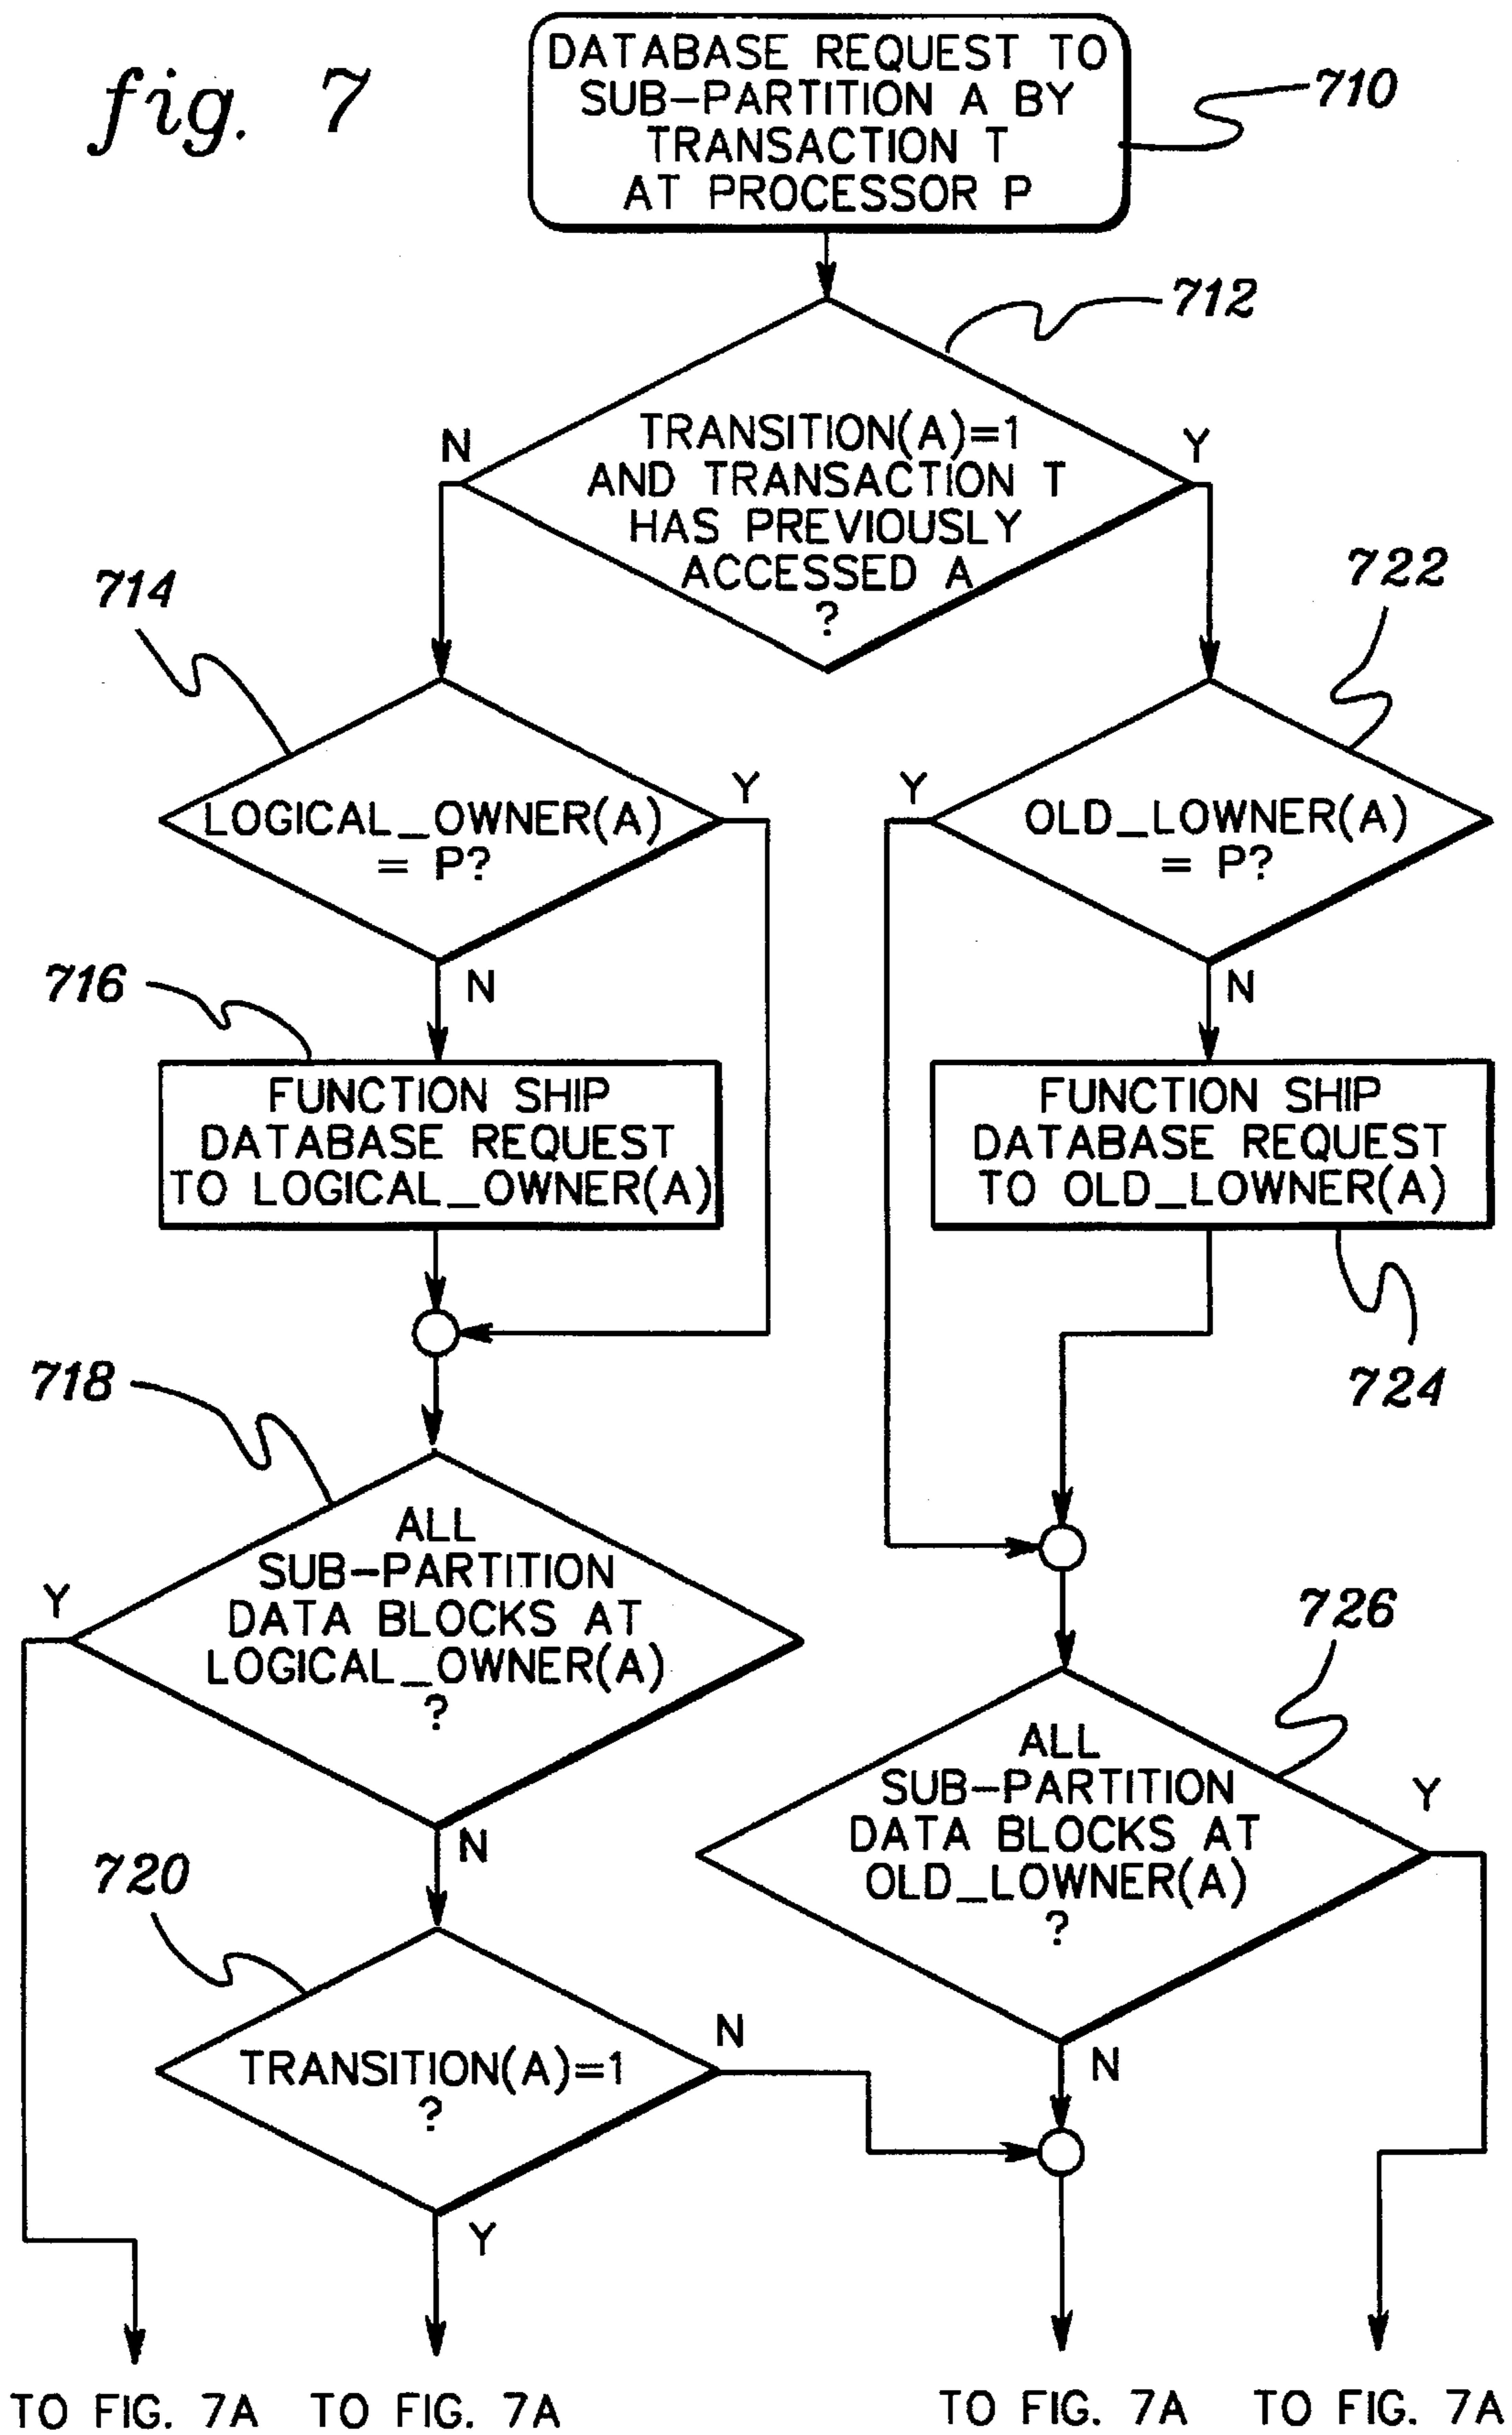 fig. 7
DATABASE REQUEST TO
SUB-PARTITION A BY
TRANSACTION T
AT PROCESSOR P
710
712
N
TRANSITION(A)=1
AND TRANSACTION T
HAS PREVIOUSLY
ACCESSED A
?
Y
714
LOGICAL_OWNER(A)
= P?
Y
N
722
OLD_LOWNER(A)
= P?
Y
N
716
FUNCTION SHIP
DATABASE REQUEST
TO LOGICAL_OWNER(A)
FUNCTION SHIP
DATABASE REQUEST
TO OLD_LOWNER(A)
724
718
ALL
SUB-PARTITION
DATA BLOCKS AT
LOGICAL_OWNER(A)
?
Y
N
726
ALL
SUB-PARTITION
DATA BLOCKS AT
OLD_LOWNER(A)
?
Y
N
720
TRANSITION(A)=1
?
N
Y
TO FIG. 7A
TO FIG. 7A
TO FIG. 7A
TO FIG. 7A